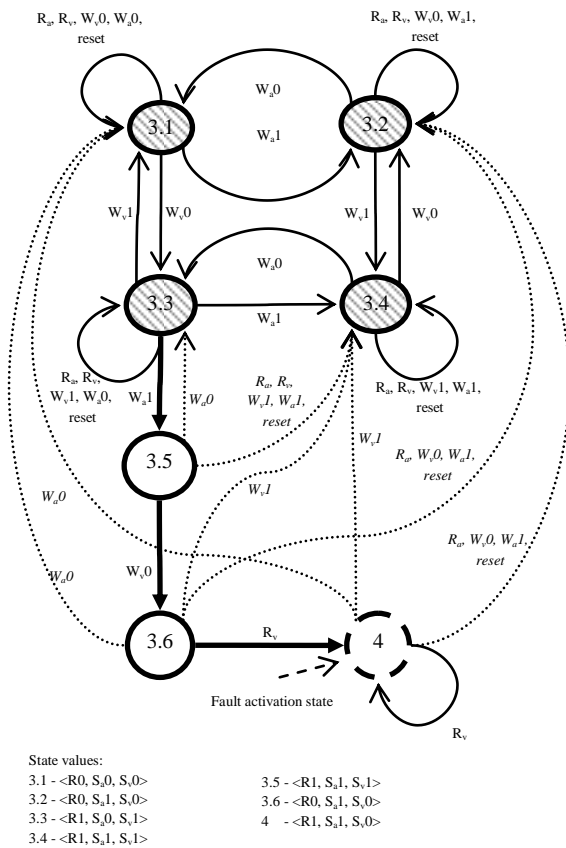 Rₐ, Rᵥ, Wᵥ0, Wₐ0,
reset
Rₐ, Rᵥ, Wᵥ0, Wₐ1,
reset
3.1
Wₐ0
Wₐ1
3.2
Wᵥ1
Wᵥ0
Wᵥ1
Wᵥ0
Wₐ0
3.3
Wₐ1
3.4
Rₐ, Rᵥ,
Wᵥ1, Wₐ0,
reset
Wₐ1
Wₐ0
Rₐ, Rᵥ,
Wᵥ1, Wₐ1,
reset
Rₐ, Rᵥ, Wᵥ1, Wₐ1,
reset
3.5
Wᵥ1
Wᵥ1
Rₐ, Wᵥ0, Wₐ1,
reset
Wₐ0
Wₐ0
Wᵥ0
Rₐ, Wᵥ0, Wₐ1,
reset
3.6
Rᵥ
4
Fault activation state
Rᵥ
State values:
3.1 - <R0, Sₐ0, Sᵥ0>
3.2 - <R0, Sₐ1, Sᵥ0>
3.3 - <R1, Sₐ0, Sᵥ1>
3.4 - <R1, Sₐ1, Sᵥ1>
3.5 - <R1, Sₐ1, Sᵥ1>
3.6 - <R0, Sₐ1, Sᵥ0>
4 - <R1, Sₐ1, Sᵥ0>